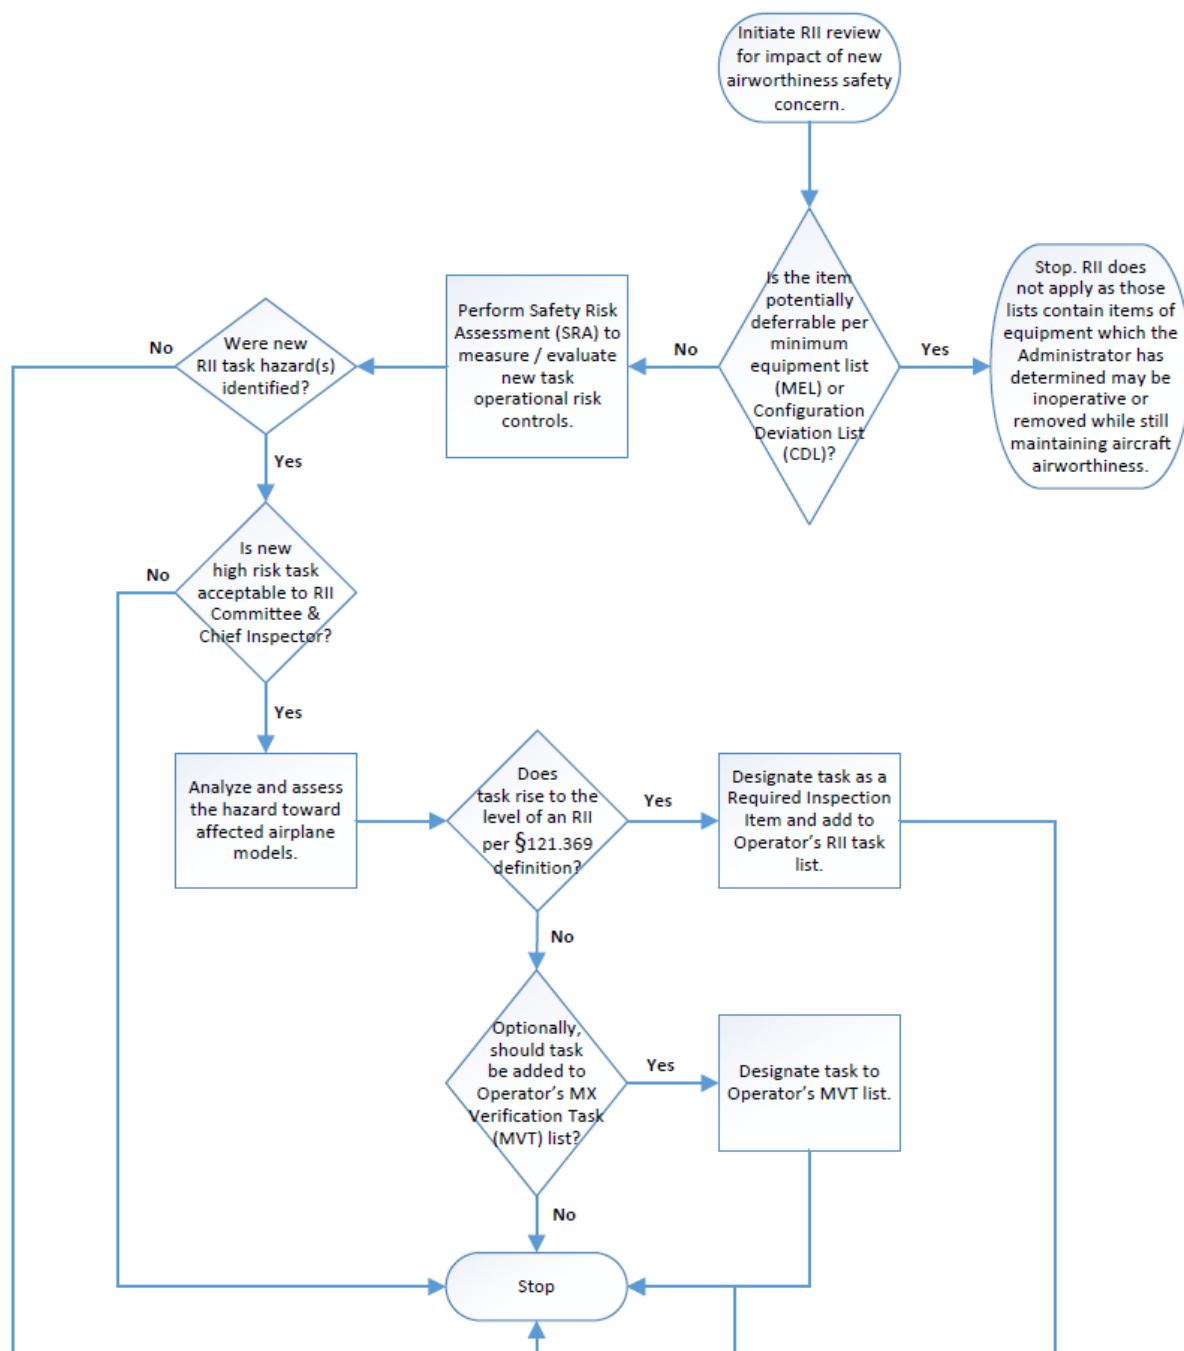 Initiate RII review
for impact of new
airworthiness safety
concern.
Is the item
potentially
deferrable per
minimum
equipment list
(MEL) or
Configuration
Deviation List
(CDL)?
Yes
Stop. RII does
not apply as those
lists contain items of
equipment which the
Administrator has
determined may be
inoperative or
removed while still
maintaining aircraft
airworthiness.
No
Perform Safety Risk
Assessment (SRA) to
measure / evaluate
new task
operational risk
controls.
Were new
RII task hazard(s)
identified?
No
Yes
Is new
high risk task
acceptable to RII
Committee &
Chief Inspector?
No
Yes
Analyze and assess
the hazard toward
affected airplane
models.
Does
task rise to the
level of an RII
per §121.369
definition?
Yes
Designate task as a
Required Inspection
Item and add to
Operator's RII task
list.
No
Optionally,
should task
be added to
Operator's MX
Verification Task
(MVT) list?
Yes
Designate task to
Operator's MVT list.
No
Stop